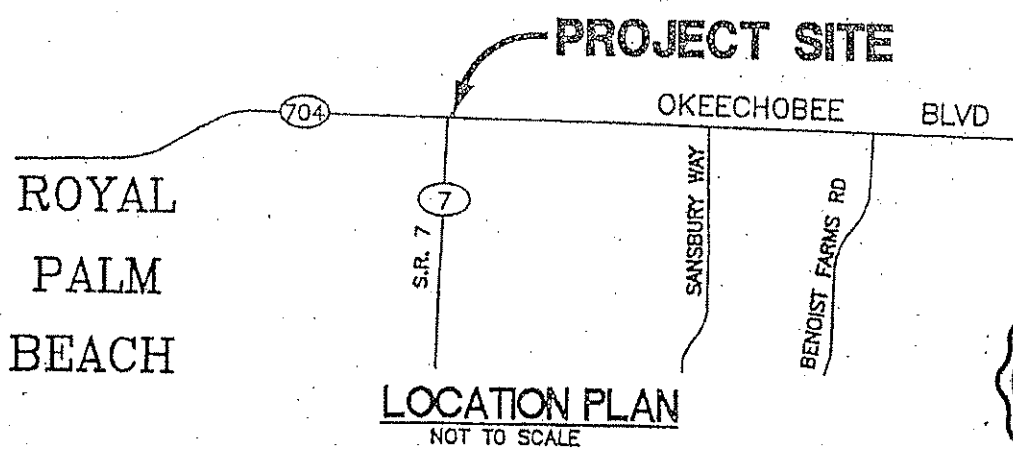 PROJECT SITE
704
OKEECHOBEE BLVD
ROYAL
PALM
BEACH
7
S.R. 7
SANSBURY WAY
BENOIST FARMS RD
LOCATION PLAN
NOT TO SCALE